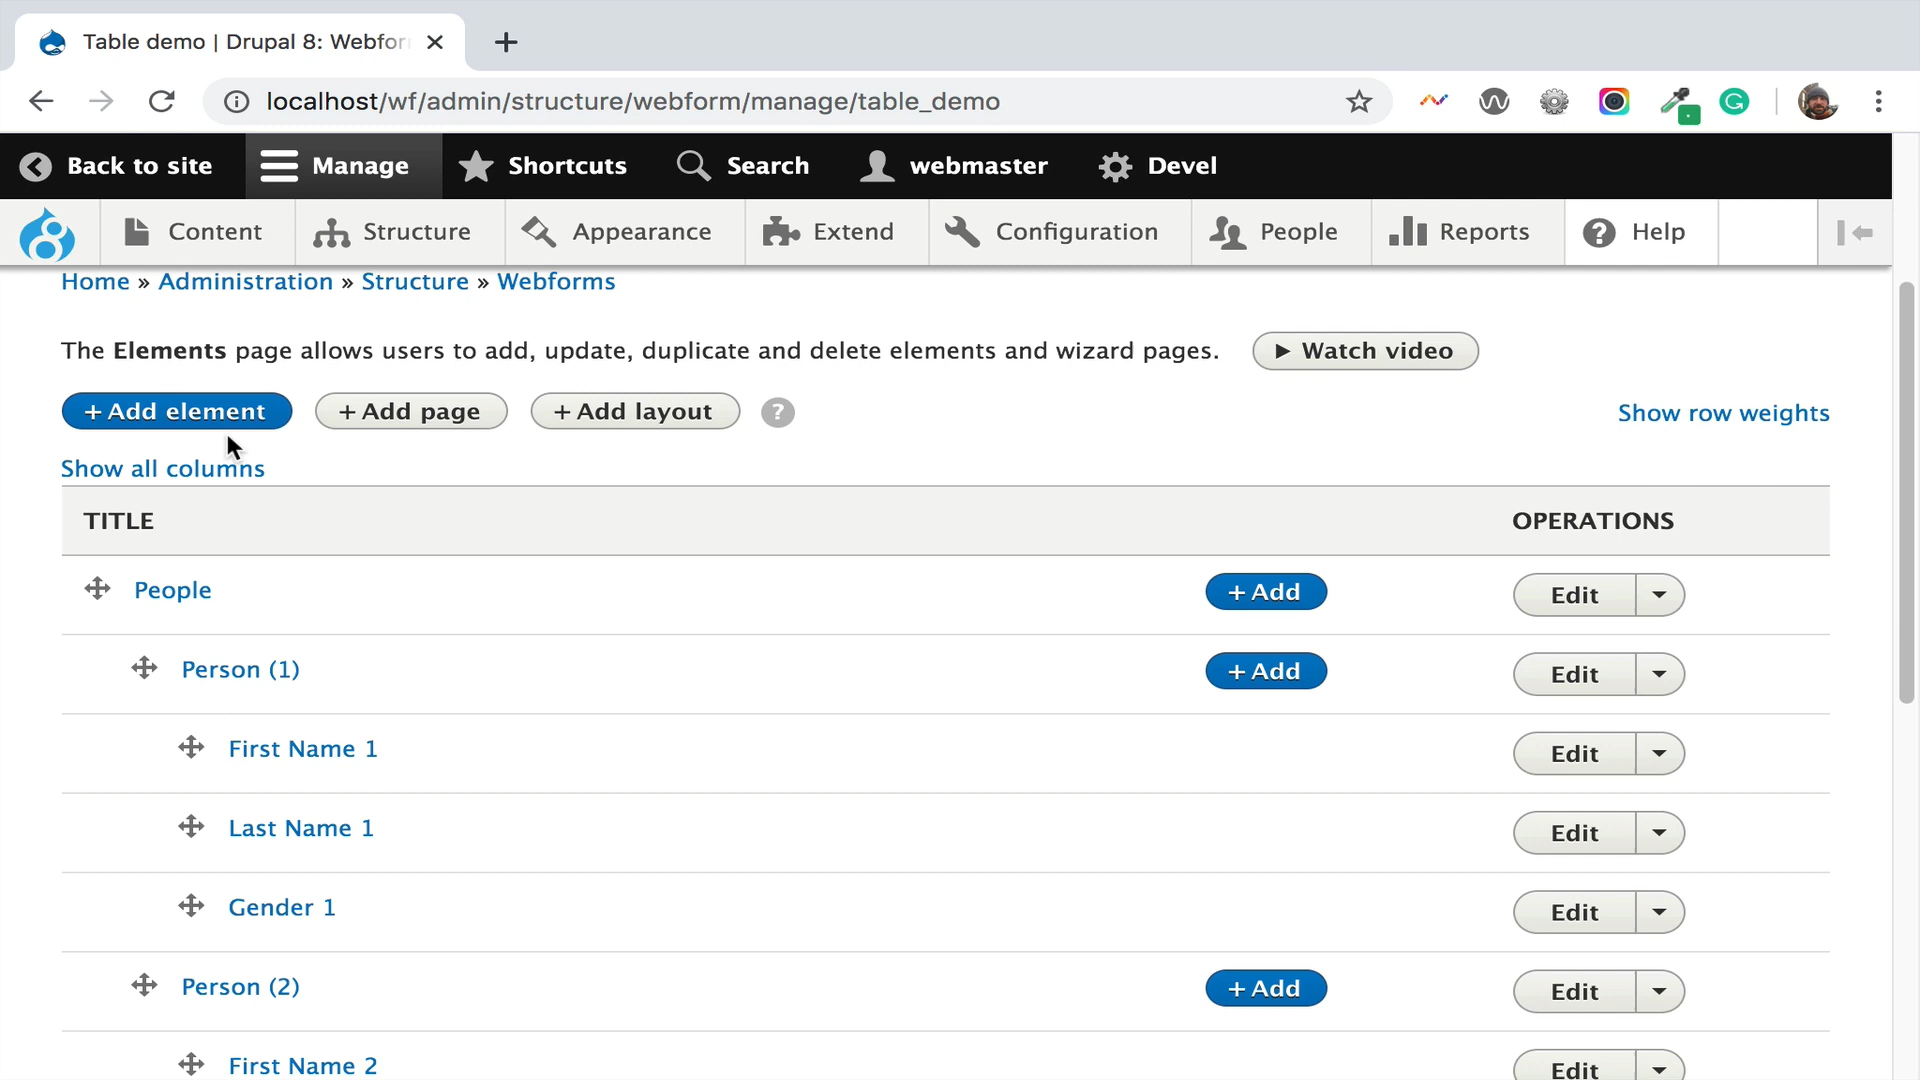 Table demo | Drupal 8: Webfor
localhost/wf/admin/structure/webform/manage/table_demo
Back to site Manage Shortcuts Search webmaster Devel
Content Structure Appearance Extend Configuration People Reports Help
Home » Administration » Structure » Webforms
The Elements page allows users to add, update, duplicate and delete elements and wizard pages. Watch video
+ Add element + Add page + Add layout ? Show row weights
Show all columns
TITLE OPERATIONS
People + Add Edit
Person (1) + Add Edit
First Name 1 Edit
Last Name 1 Edit
Gender 1 Edit
Person (2) + Add Edit
First Name 2 Edit